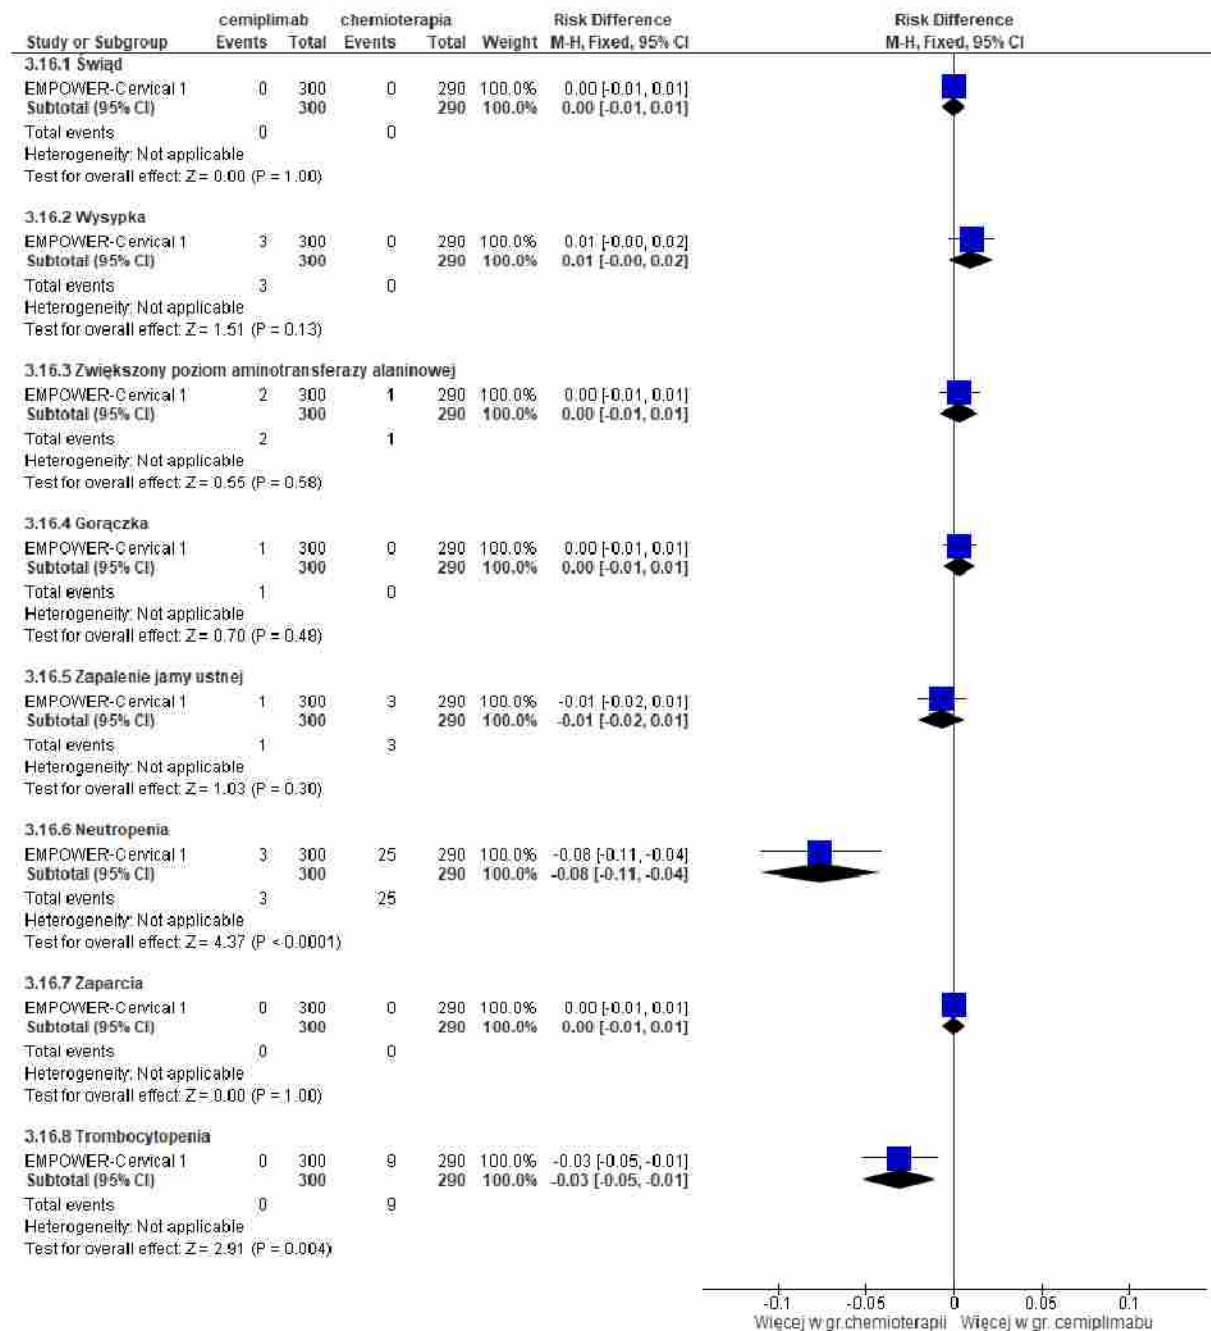 cemiplimab chemioterapia Risk Difference Risk Difference
Study or Subgroup Events Total Events Total Weight M-H, Fixed, 95% CI M-H, Fixed, 95% CI
3.16.1 Świąd
EMPOWER-Cervical 1 0 300 0 290 100.0% 0.00 [-0.01, 0.01]
Subtotal (95% CI) 300 290 100.0% 0.00 [-0.01, 0.01]
Total events 0 0
Heterogeneity: Not applicable
Test for overall effect: Z = 0.00 (P = 1.00)
3.16.2 Wysypka
EMPOWER-Cervical 1 3 300 0 290 100.0% 0.01 [-0.00, 0.02]
Subtotal (95% CI) 300 290 100.0% 0.01 [-0.00, 0.02]
Total events 3 0
Heterogeneity: Not applicable
Test for overall effect: Z = 1.51 (P = 0.13)
3.16.3 Zwiększony poziom aminotransferazy alaninowej
EMPOWER-Cervical 1 2 300 1 290 100.0% 0.00 [-0.01, 0.01]
Subtotal (95% CI) 300 290 100.0% 0.00 [-0.01, 0.01]
Total events 2 1
Heterogeneity: Not applicable
Test for overall effect: Z = 0.55 (P = 0.58)
3.16.4 Gorączka
EMPOWER-Cervical 1 1 300 0 290 100.0% 0.00 [-0.01, 0.01]
Subtotal (95% CI) 300 290 100.0% 0.00 [-0.01, 0.01]
Total events 1 0
Heterogeneity: Not applicable
Test for overall effect: Z = 0.70 (P = 0.48)
3.16.5 Zapalenie jamy ustnej
EMPOWER-Cervical 1 1 300 3 290 100.0% -0.01 [-0.02, 0.01]
Subtotal (95% CI) 300 290 100.0% -0.01 [-0.02, 0.01]
Total events 1 3
Heterogeneity: Not applicable
Test for overall effect: Z = 1.03 (P = 0.30)
3.16.6 Neutropenia
EMPOWER-Cervical 1 3 300 25 290 100.0% -0.08 [-0.11, -0.04]
Subtotal (95% CI) 300 290 100.0% -0.08 [-0.11, -0.04]
Total events 3 25
Heterogeneity: Not applicable
Test for overall effect: Z = 4.37 (P < 0.0001)
3.16.7 Zaparcia
EMPOWER-Cervical 1 0 300 0 290 100.0% 0.00 [-0.01, 0.01]
Subtotal (95% CI) 300 290 100.0% 0.00 [-0.01, 0.01]
Total events 0 0
Heterogeneity: Not applicable
Test for overall effect: Z = 0.00 (P = 1.00)
3.16.8 Trombocytopenia
EMPOWER-Cervical 1 0 300 9 290 100.0% -0.03 [-0.05, -0.01]
Subtotal (95% CI) 300 290 100.0% -0.03 [-0.05, -0.01]
Total events 0 9
Heterogeneity: Not applicable
Test for overall effect: Z = 2.91 (P = 0.004)
-0.1 -0.05 0 0.05 0.1
Więcej w gr.chemioterapii Więcej w gr. cemiplimabu